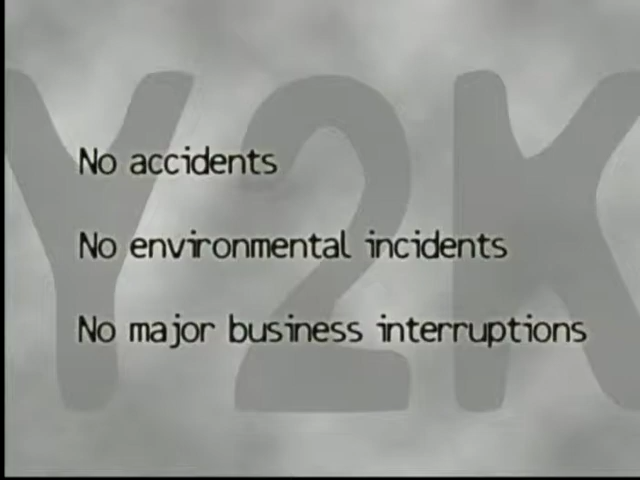 Y2K
No accidents
No environmental incidents
No major business interruptions